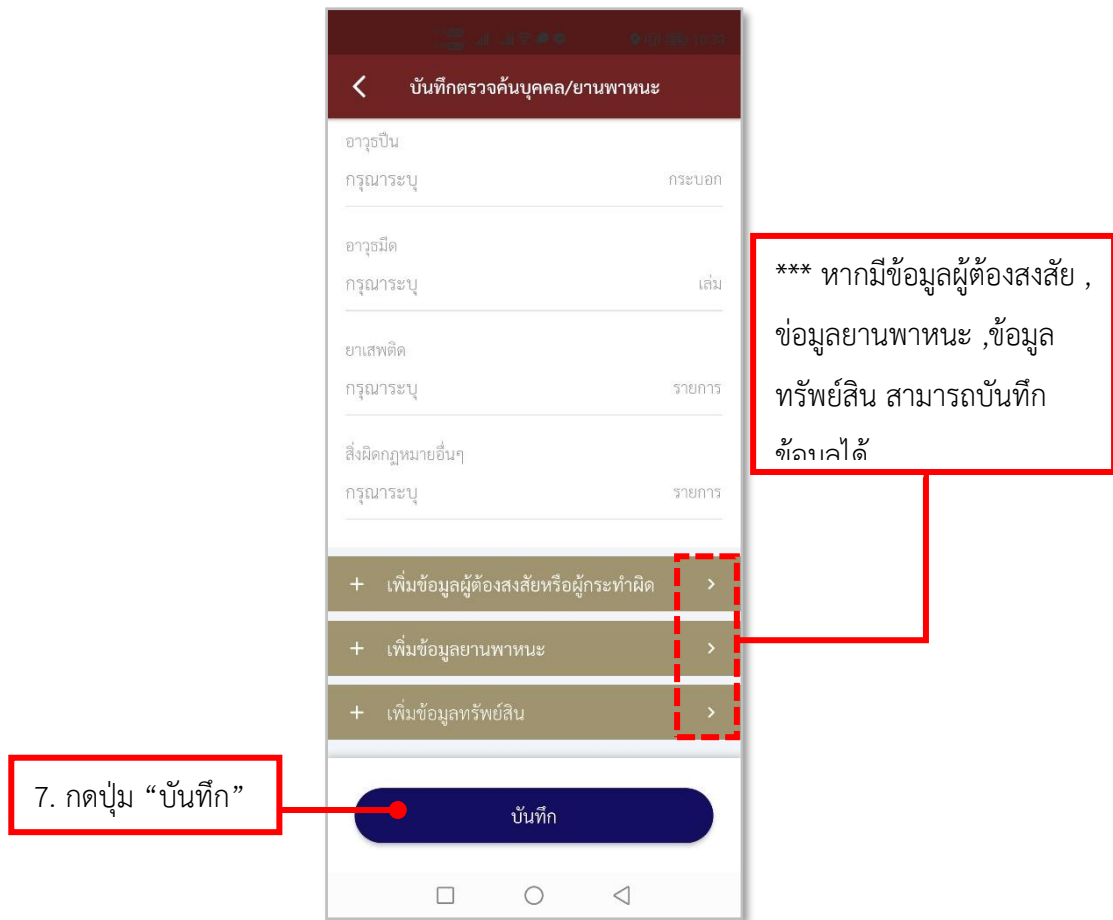 บันทึกตรวจค้นบุคคล/ยานพาหนะ
อาวุธปืน
กรุณาระบุ กระบอก
อาวุธมีด
กรุณาระบุ เล่ม
ยาเสพติด
กรุณาระบุ รายการ
สิ่งผิดกฏหมายอื่นๆ
กรุณาระบุ รายการ
*** หากมีข้อมูลผู้ต้องสงสัย ,
ข่อมูลยานพาหนะ ,ข้อมูล
ทรัพย์สิน สามารถบันทึก
ข้อมูลได้
+ เพิ่มข้อมูลผู้ต้องสงสัยหรือผู้กระทำผิด >
+ เพิ่มข้อมูลยานพาหนะ >
+ เพิ่มข้อมูลทรัพย์สิน >
7. กดปุ่ม “บันทึก”
บันทึก